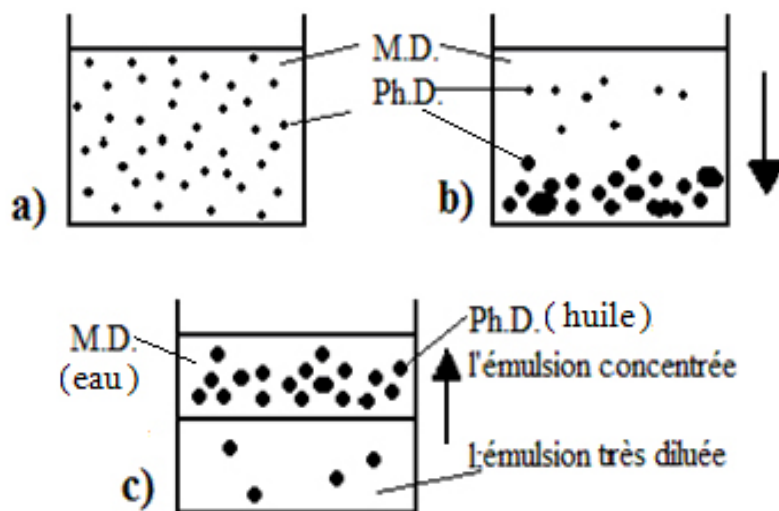 M.D.
Ph.D.
a)
b)
M.D.
(eau)
Ph.D. (huile)
l'émulsion concentrée
l'émulsion très diluée
c)